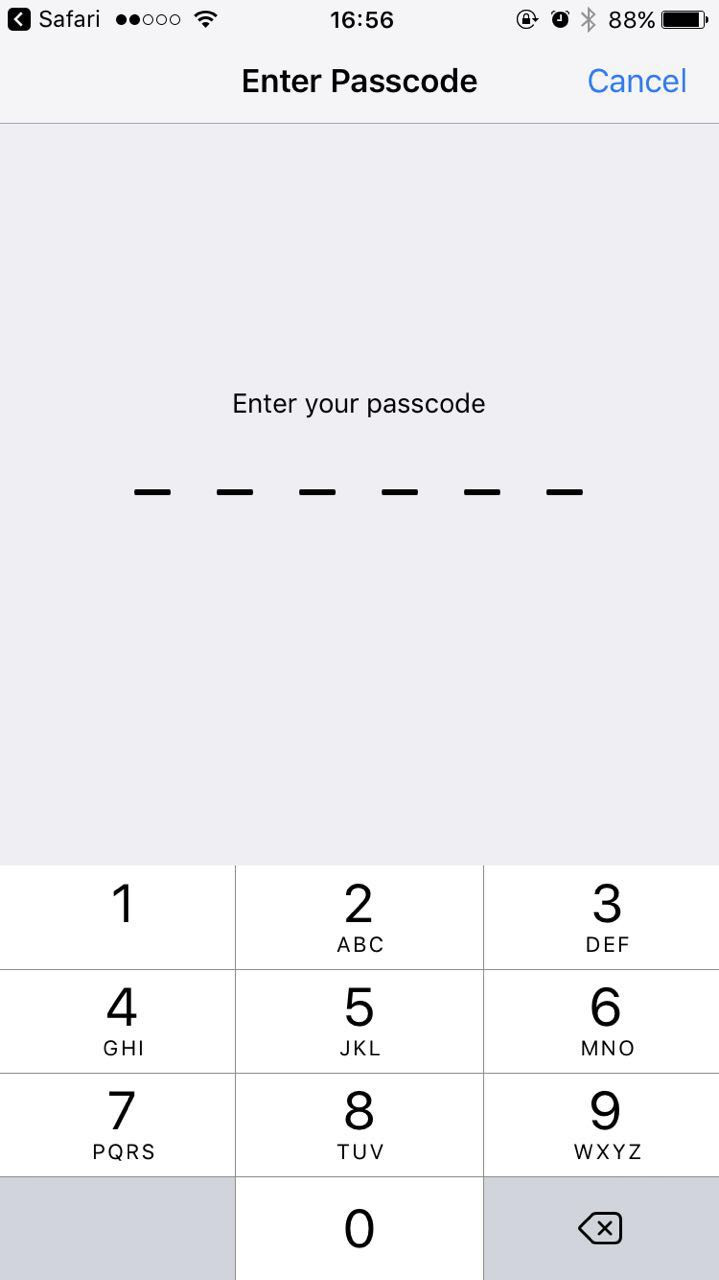 Safari 16:56 88%
Enter Passcode Cancel
Enter your passcode
1 2 3
ABC DEF
4 5 6
GHI JKL MNO
7 8 9
PQRS TUV WXYZ
0